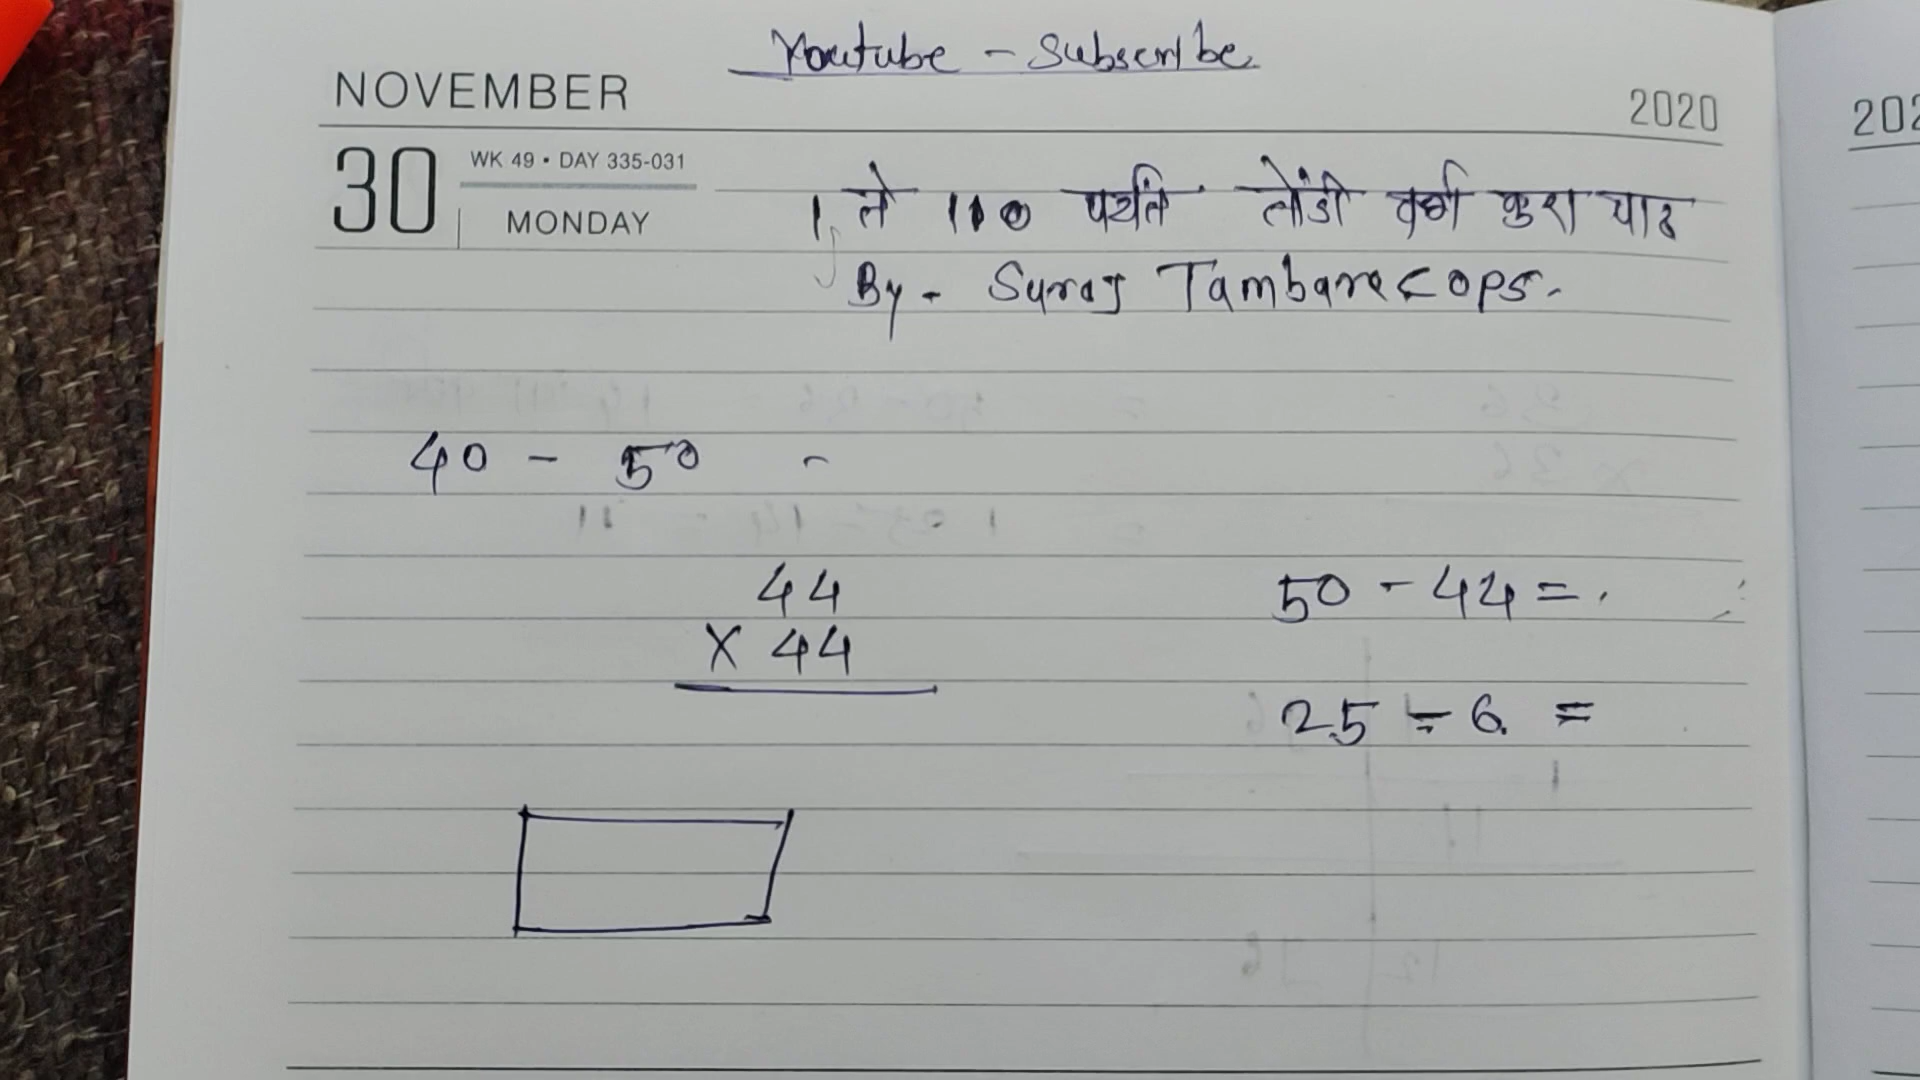 Youtube - Subscribe
NOVEMBER
2020
202
30
WK 49 • DAY 335-031
MONDAY
1 ते 110 पर्यंत तोंडी वर्ग कुरा पाठ
By - Suraj Tambare cops.
40 - 50 -
44
50 - 44 =
X 44
25 - 6 =